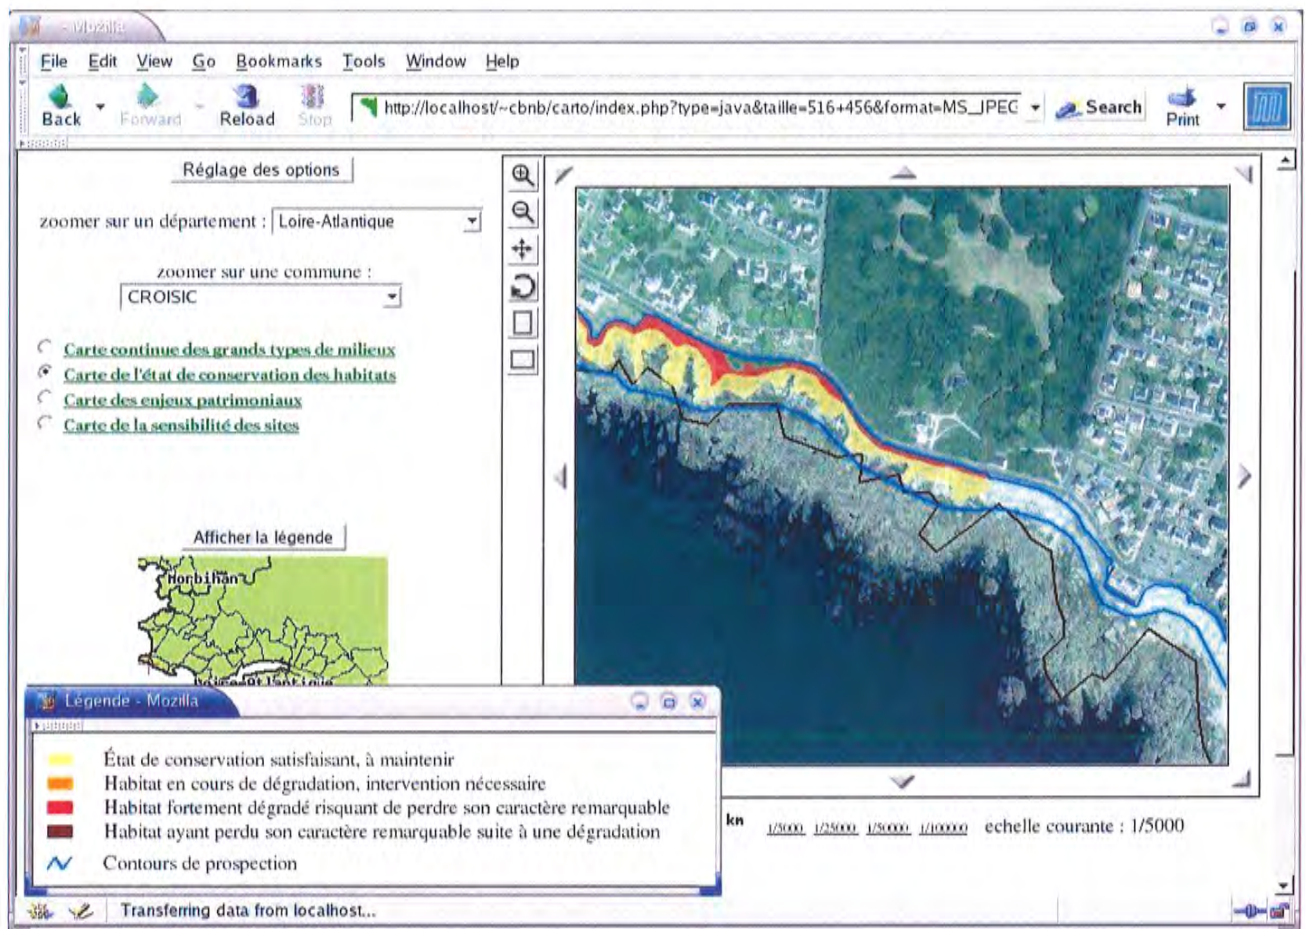 - Mozilla
File Edit View Go Bookmarks Tools Window Help
Back Forward Reload Stop http://localhost/~cbnb/carto/index.php?type=java&taille=516+456&format=MS_JPEG Search Print
Réglage des options
zoomer sur un département : Loire-Atlantique
zoomer sur une commune :
CROISIC
Carte continue des grands types de milieux
Carte de l'état de conservation des habitats
Carte des enjeux patrimoniaux
Carte de la sensibilité des sites
Afficher la légende
Morbihan
Loire-Atlantique
Légende - Mozilla
État de conservation satisfaisant, à maintenir
Habitat en cours de dégradation, intervention nécessaire
Habitat fortement dégradé risquant de perdre son caractère remarquable
Habitat ayant perdu son caractère remarquable suite à une dégradation
Contours de prospection
kn 1/5000 1/25000 1/50000 1/100000 echelle courante : 1/5000
Transferring data from localhost...